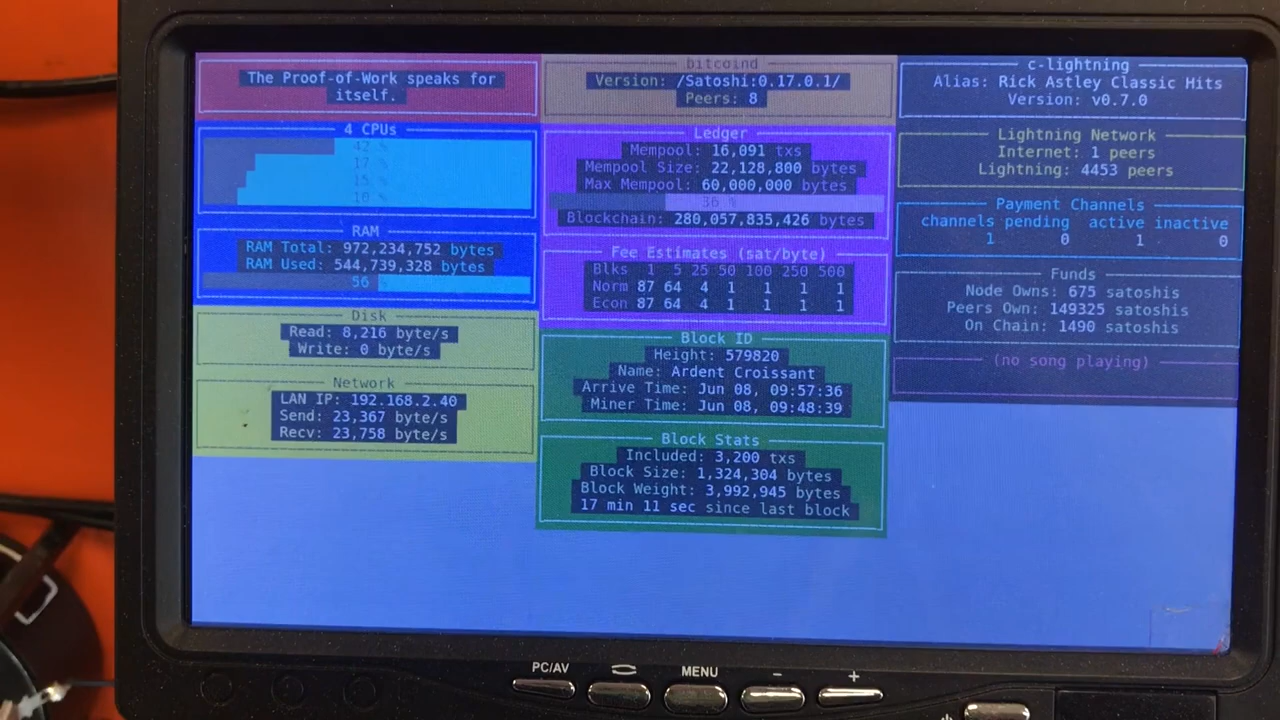 The Proof-of-Work speaks for
itself.
4 CPUs
42 %
17 %
15 %
10 %
RAM
RAM Total: 972,234,752 bytes
RAM Used: 544,739,328 bytes
56 %
Disk
Read: 8,216 byte/s
Write: 0 byte/s
Network
LAN IP: 192.168.2.40
Send: 23,367 byte/s
Recv: 23,758 byte/s
bitcoind
Version: /Satoshi:0.17.0.1/
Peers: 8
Ledger
Mempool: 16,091 txs
Mempool Size: 22,128,800 bytes
Max Mempool: 60,000,000 bytes
36 %
Blockchain: 280,057,835,426 bytes
Fee Estimates (sat/byte)
Blks 1 5 25 50 100 250 500
Norm 87 64 4 1 1 1 1
Econ 87 64 4 1 1 1 1
Block ID
Height: 579820
Name: Ardent Croissant
Arrive Time: Jun 08, 09:57:36
Miner Time: Jun 08, 09:48:39
Block Stats
Included: 3,200 txs
Block Size: 1,324,304 bytes
Block Weight: 3,992,945 bytes
17 min 11 sec since last block
c-lightning
Alias: Rick Astley Classic Hits
Version: v0.7.0
Lightning Network
Internet: 1 peers
Lightning: 4453 peers
Payment Channels
channels pending active inactive
1 0 1 0
Funds
Node Owns: 675 satoshis
Peers Own: 149325 satoshis
On Chain: 1490 satoshis
(no song playing)
PC/AV MENU - +